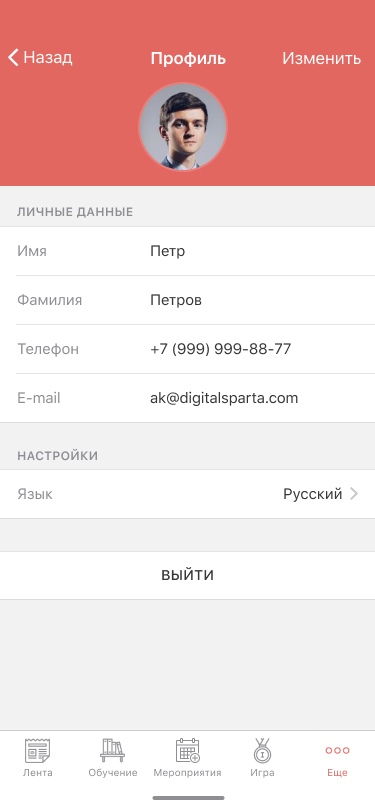 Назад Профиль Изменить
ЛИЧНЫЕ ДАННЫЕ
Имя Петр
Фамилия Петров
Телефон +7 (999) 999-88-77
E-mail ak@digitalsparta.com
НАСТРОЙКИ
Язык Русский
ВЫЙТИ
Лента Обучение Мероприятия Игра Еще